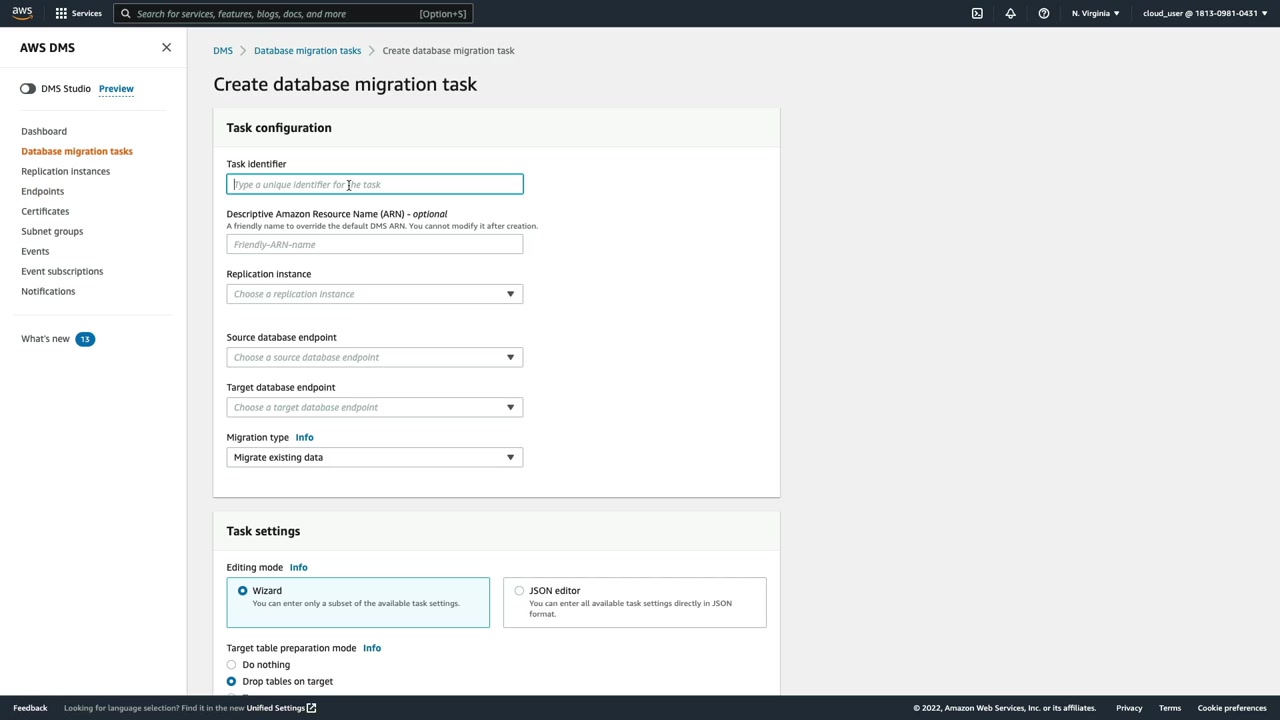 aws
Services
Search for services, features, blogs, docs, and more
[Option+S]
N. Virginia
cloud_user @ 1813-0981-0431
AWS DMS
DMS Studio Preview
Dashboard
Database migration tasks
Replication instances
Endpoints
Certificates
Subnet groups
Events
Event subscriptions
Notifications
What's new 13
DMS > Database migration tasks > Create database migration task
Create database migration task
Task configuration
Task identifier
Type a unique identifier for the task
Descriptive Amazon Resource Name (ARN) - optional
A friendly name to override the default DMS ARN. You cannot modify it after creation.
Friendly-ARN-name
Replication instance
Choose a replication instance
Source database endpoint
Choose a source database endpoint
Target database endpoint
Choose a target database endpoint
Migration type Info
Migrate existing data
Task settings
Editing mode Info
Wizard
You can enter only a subset of the available task settings.
JSON editor
You can enter all available task settings directly in JSON
format.
Target table preparation mode Info
Do nothing
Drop tables on target
Feedback
Looking for language selection? Find it in the new Unified Settings
© 2022, Amazon Web Services, Inc. or its affiliates.
Privacy
Terms
Cookie preferences